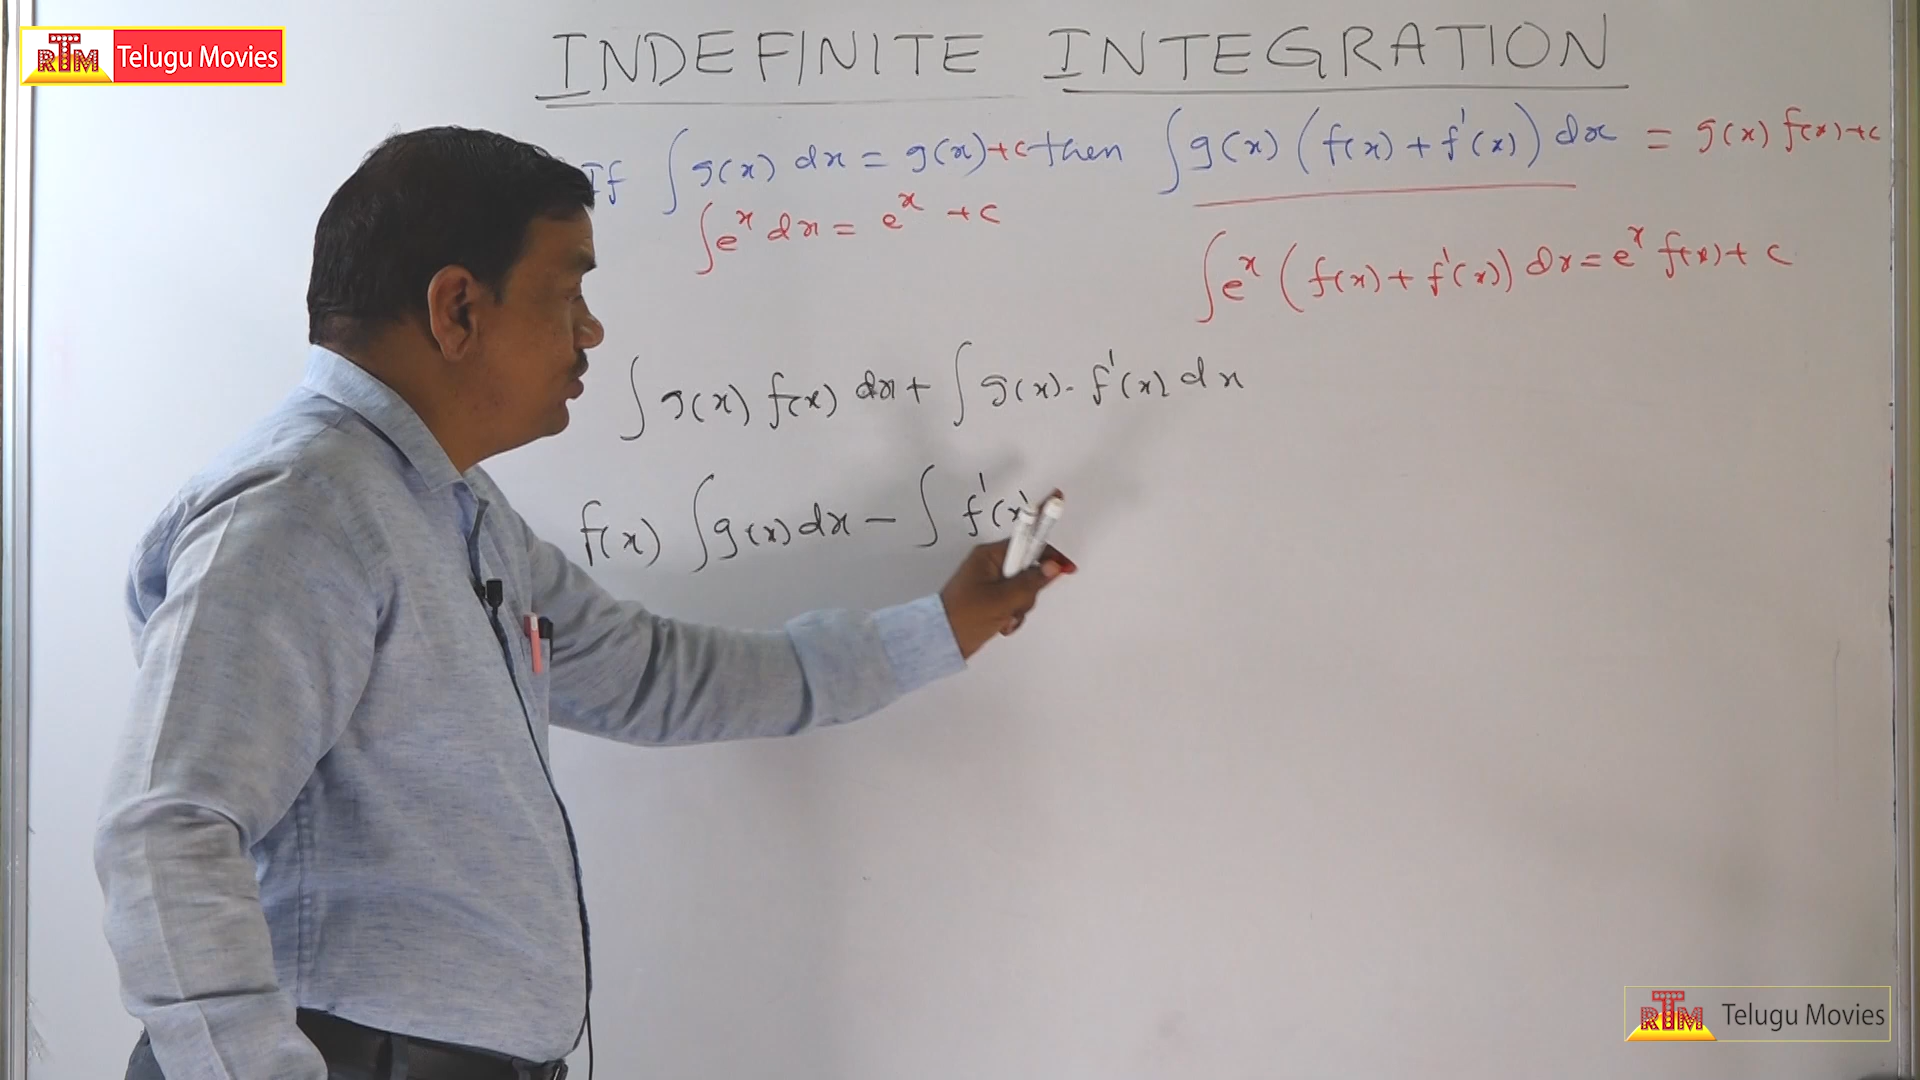 RTM Telugu Movies
INDEFINITE INTEGRATION
If ∫ g(x) dx = g(x)+c then ∫ g(x) (f(x) + f'(x)) dx = g(x) f(x)+c
∫ e^x dx = e^x + c
∫ e^x (f(x) + f'(x)) dx = e^x f(x) + c
∫ g(x) f(x) dx + ∫ g(x). f'(x) dx
f(x) ∫ g(x) dx - ∫ f'(x)
RTM Telugu Movies